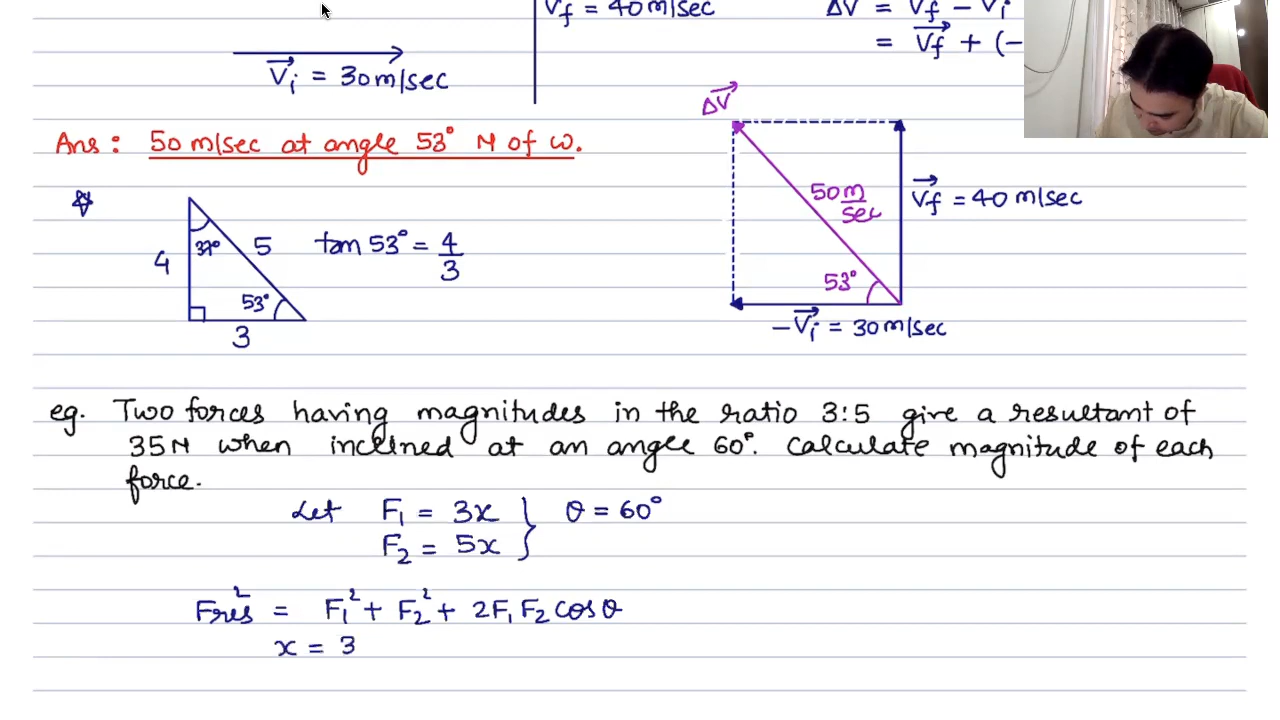 Vf = 40 m/sec
ΔV = Vf - Vi
= Vf + (-
Vi = 30 m/sec
ΔV
Ans : 50 m/sec at angle 53° N of W.
50 m/sec
Vf = 40 m/sec
4
37°
5
tan 53° = 4/3
53°
3
53°
-Vi = 30 m/sec
eg. Two forces having magnitudes in the ratio 3:5 give a resultant of
35N when inclined at an angle 60°. Calculate magnitude of each
force.
Let F1 = 3x } θ = 60°
F2 = 5x
Fres² = F1² + F2² + 2F1 F2 cos θ
x = 3